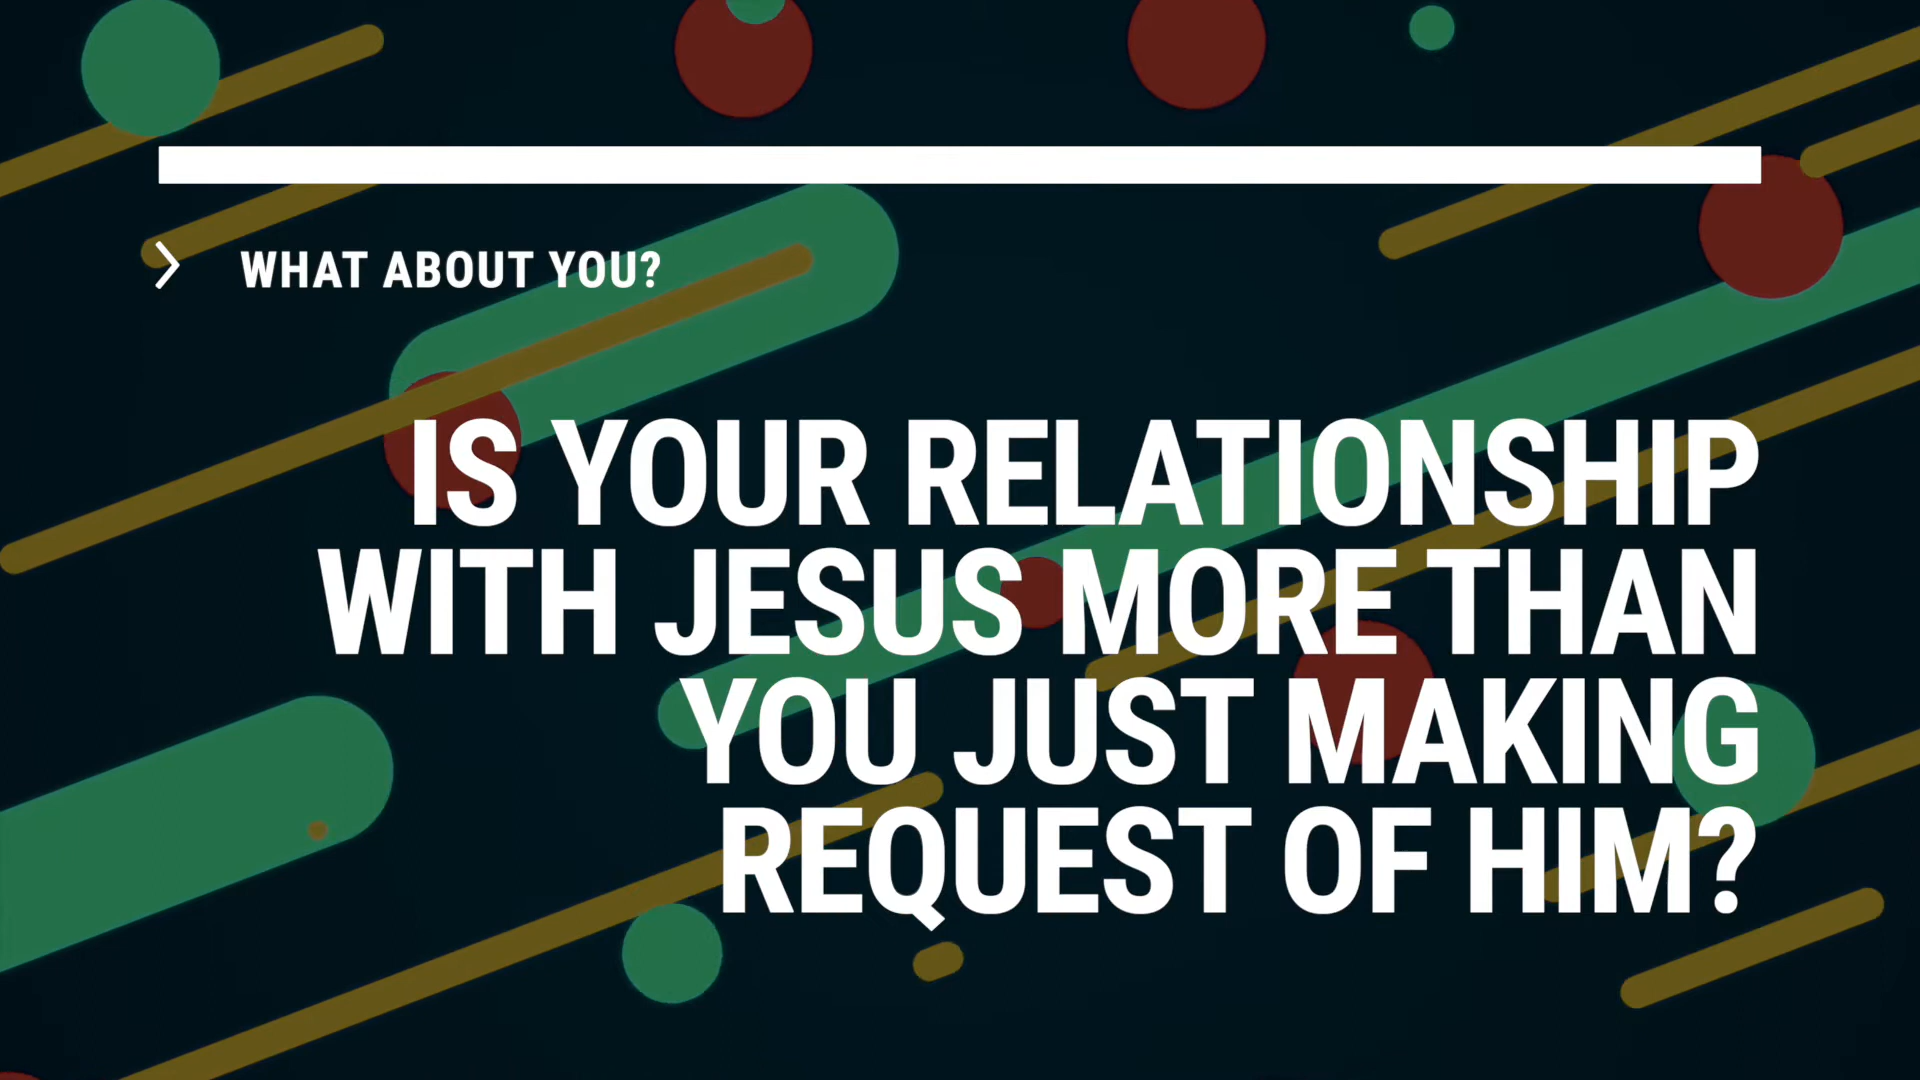 WHAT ABOUT YOU?
IS YOUR RELATIONSHIP
WITH JESUS MORE THAN
YOU JUST MAKING
REQUEST OF HIM?